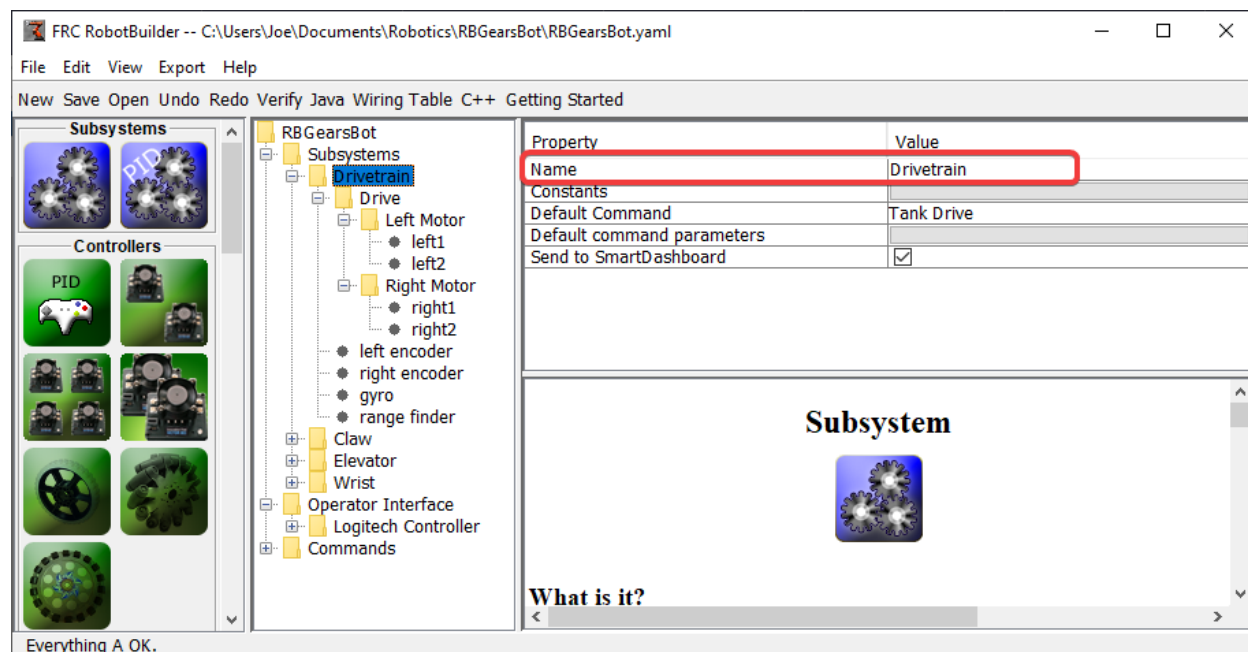 FRC RobotBuilder -- C:\Users\Joe\Documents\Robotics\RBGearsBot\RBGearsBot.yaml
File Edit View Export Help
New Save Open Undo Redo Verify Java Wiring Table C++ Getting Started
Subsystems
PID
Controllers
PID
RBGearsBot
Subsystems
Drivetrain
Drive
Left Motor
left1
left2
Right Motor
right1
right2
left encoder
right encoder
gyro
range finder
Claw
Elevator
Wrist
Operator Interface
Logitech Controller
Commands
Property Value
Name Drivetrain
Constants
Default Command Tank Drive
Default command parameters
Send to SmartDashboard
Subsystem
What is it?
Everything A OK.